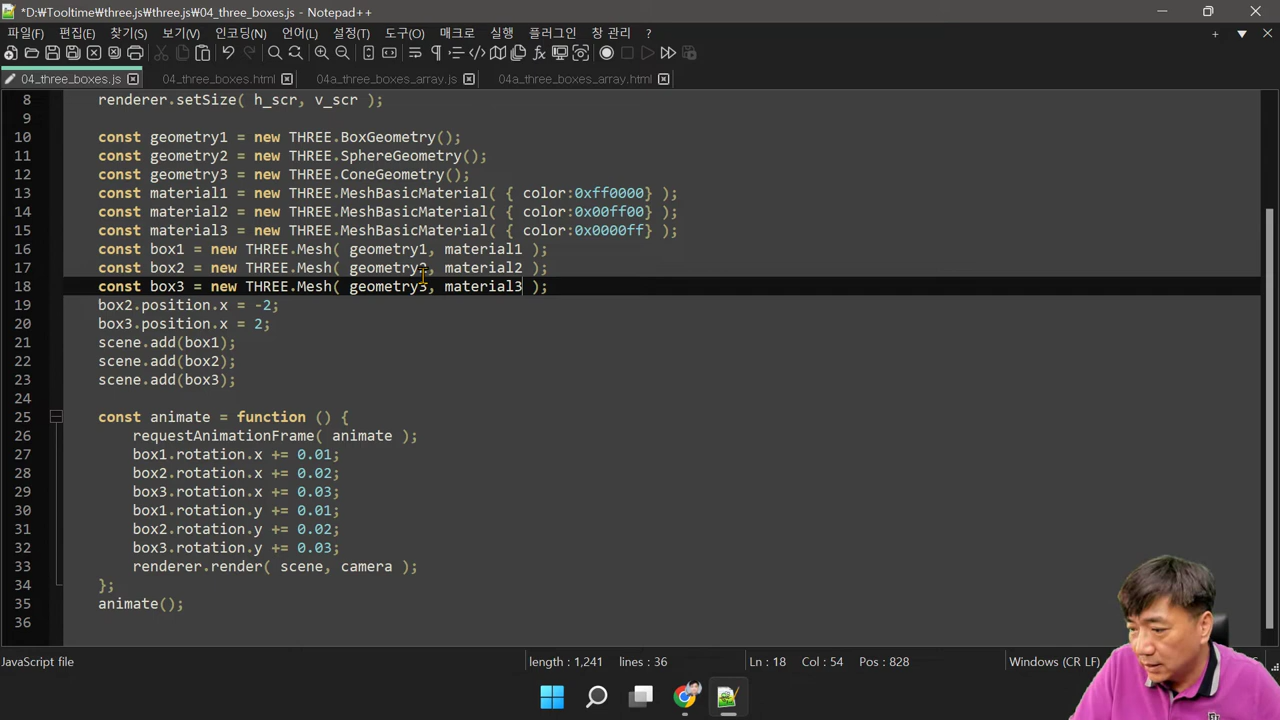 *D:₩Tooltime₩three.js₩three.js₩04_three_boxes.js - Notepad++
파일(F) 편집(E) 찾기(S) 보기(V) 인코딩(N) 언어(L) 설정(T) 도구(O) 매크로 실행 플러그인 창 관리 ?
04_three_boxes.js 04_three_boxes.html 04a_three_boxes_array.js 04a_three_boxes_array.html
8 renderer.setSize( h_scr, v_scr );
9
10 const geometry1 = new THREE.BoxGeometry();
11 const geometry2 = new THREE.SphereGeometry();
12 const geometry3 = new THREE.ConeGeometry();
13 const material1 = new THREE.MeshBasicMaterial( { color:0xff0000} );
14 const material2 = new THREE.MeshBasicMaterial( { color:0x00ff00} );
15 const material3 = new THREE.MeshBasicMaterial( { color:0x0000ff} );
16 const box1 = new THREE.Mesh( geometry1, material1 );
17 const box2 = new THREE.Mesh( geometry2, material2 );
18 const box3 = new THREE.Mesh( geometry3, material3 );
19 box2.position.x = -2;
20 box3.position.x = 2;
21 scene.add(box1);
22 scene.add(box2);
23 scene.add(box3);
24
25 const animate = function () {
26 requestAnimationFrame( animate );
27 box1.rotation.x += 0.01;
28 box2.rotation.x += 0.02;
29 box3.rotation.x += 0.03;
30 box1.rotation.y += 0.01;
31 box2.rotation.y += 0.02;
32 box3.rotation.y += 0.03;
33 renderer.render( scene, camera );
34 };
35 animate();
36
JavaScript file length : 1,241 lines : 36 Ln : 18 Col : 54 Pos : 828 Windows (CR LF)